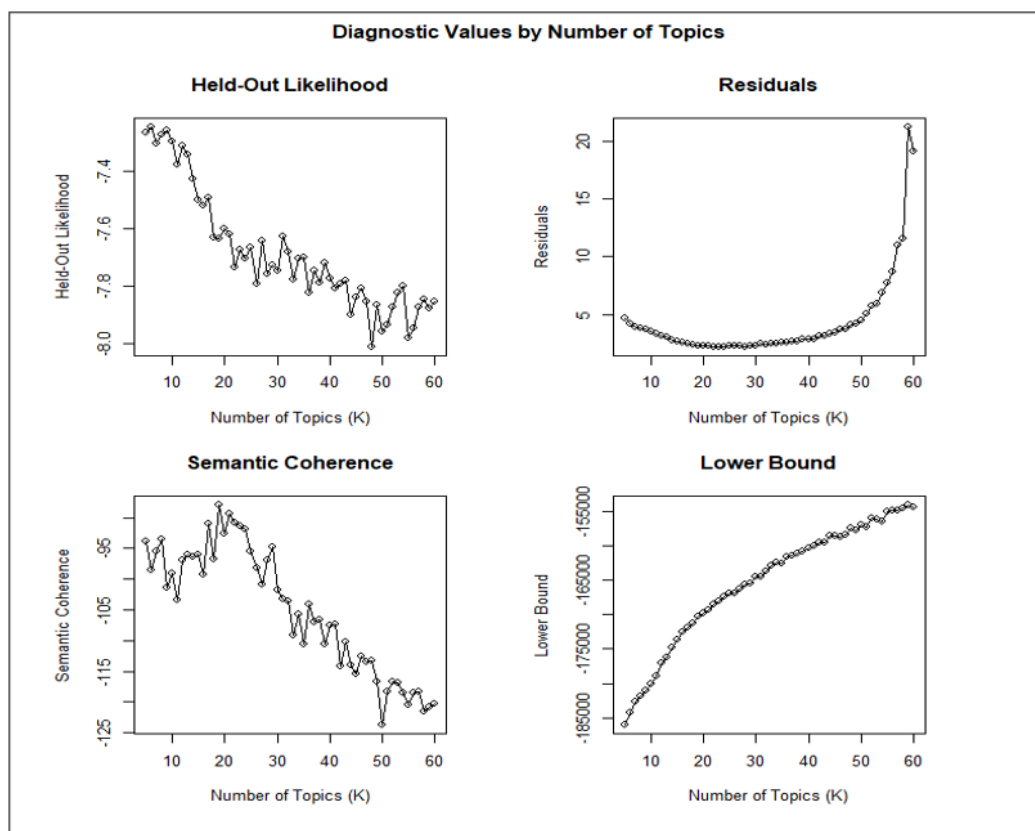 Diagnostic Values by Number of Topics
Held-Out Likelihood
Held-Out Likelihood
-7.4
-7.6
-7.8
-8.0
10 20 30 40 50 60
Number of Topics (K)
Residuals
Residuals
20
15
10
5
10 20 30 40 50 60
Number of Topics (K)
Semantic Coherence
Semantic Coherence
-95
-105
-115
-125
10 20 30 40 50 60
Number of Topics (K)
Lower Bound
Lower Bound
-155000
-165000
-175000
-185000
10 20 30 40 50 60
Number of Topics (K)